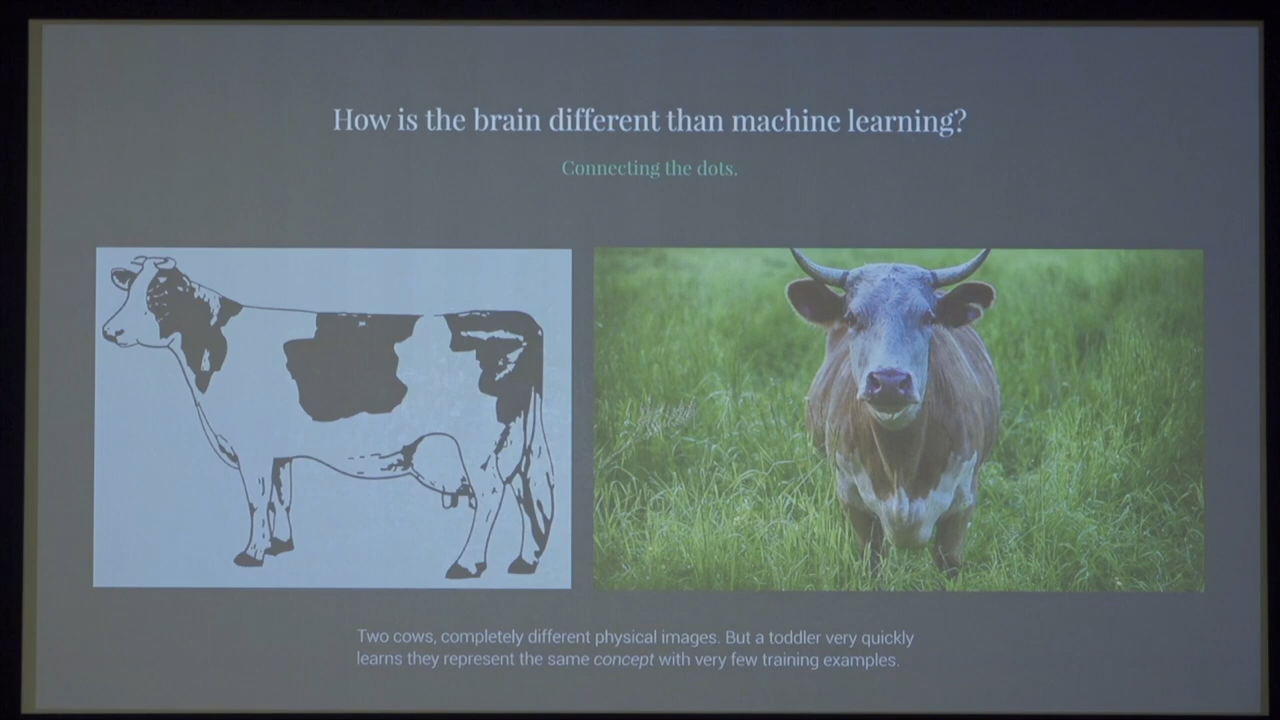 How is the brain different than machine learning?
Connecting the dots.
Two cows, completely different physical images. But a toddler very quickly
learns they represent the same concept with very few training examples.